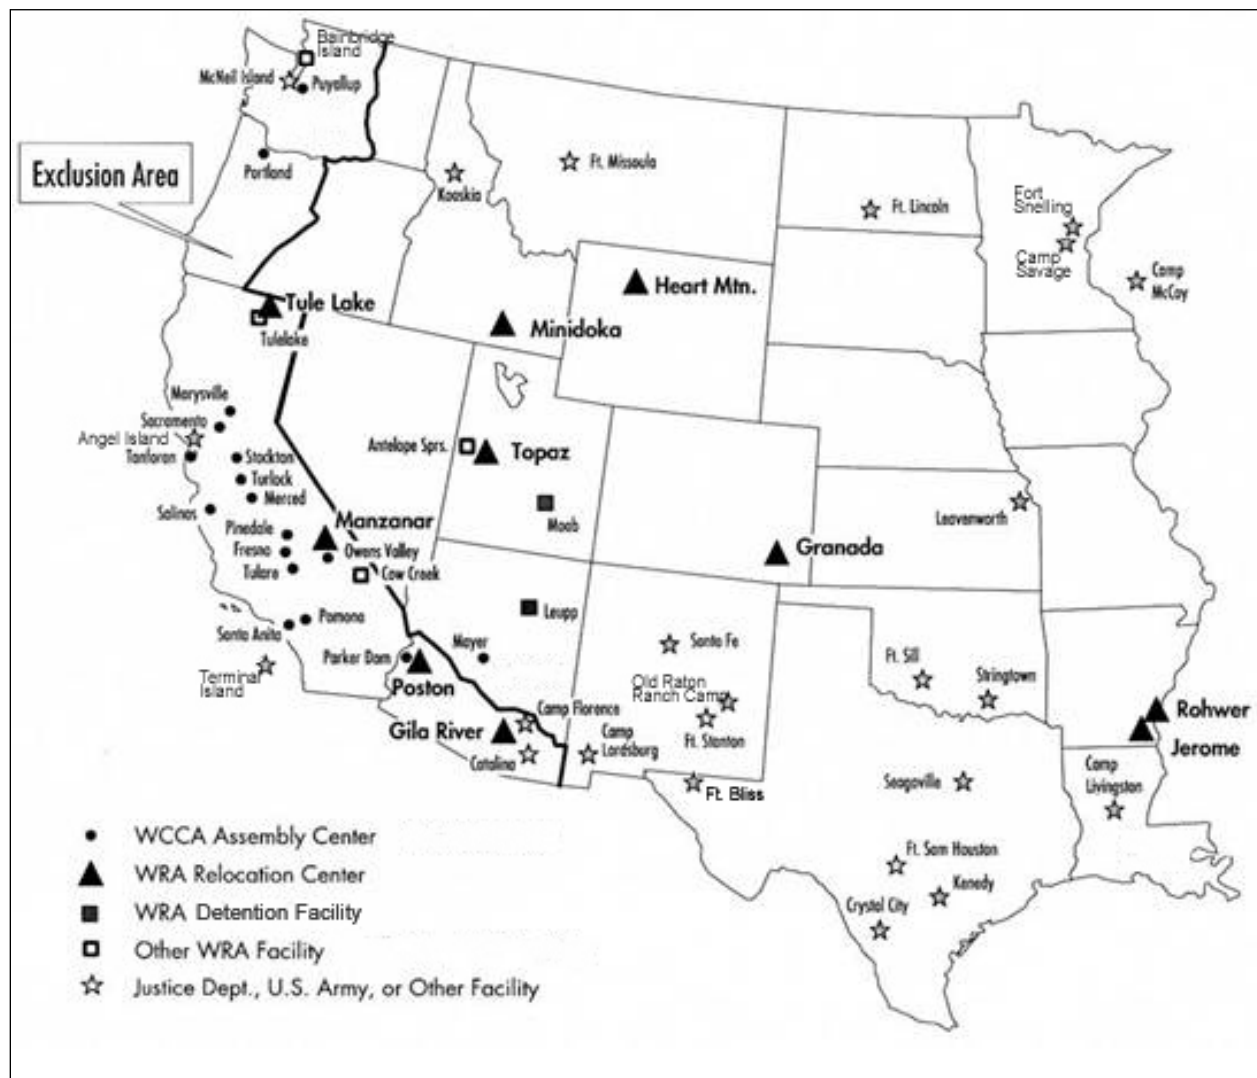 Bainbridge
Island
McNeil Island
Puyallup
Exclusion Area
Portland
Kooskia
Ft. Missoula
Ft. Lincoln
Fort
Snelling
Camp
Savage
Camp
McCoy
Heart Mtn.
Tule Lake
Tulelake
Minidoka
Marysville
Sacramento
Angel Island
Tanforan
Stockton
Turlock
Merced
Salinas
Antelope Sprs.
Topaz
Moab
Leavenworth
Manzanar
Pinedale
Fresno
Tulare
Owens Valley
Cow Creek
Granada
Leupp
Pomona
Santa Anita
Terminal
Island
Parker Dam
Mayer
Poston
Santa Fe
Old Raton
Ranch Camp
Ft. Stanton
Ft. Sill
Stringtown
Camp Florence
Gila River
Catalina
Camp
Lordsburg
Ft. Bliss
Rohwer
Jerome
Camp
Livingston
Seagoville
Ft. Sam Houston
Kenedy
Crystal City
WCCA Assembly Center
WRA Relocation Center
WRA Detention Facility
Other WRA Facility
Justice Dept., U.S. Army, or Other Facility